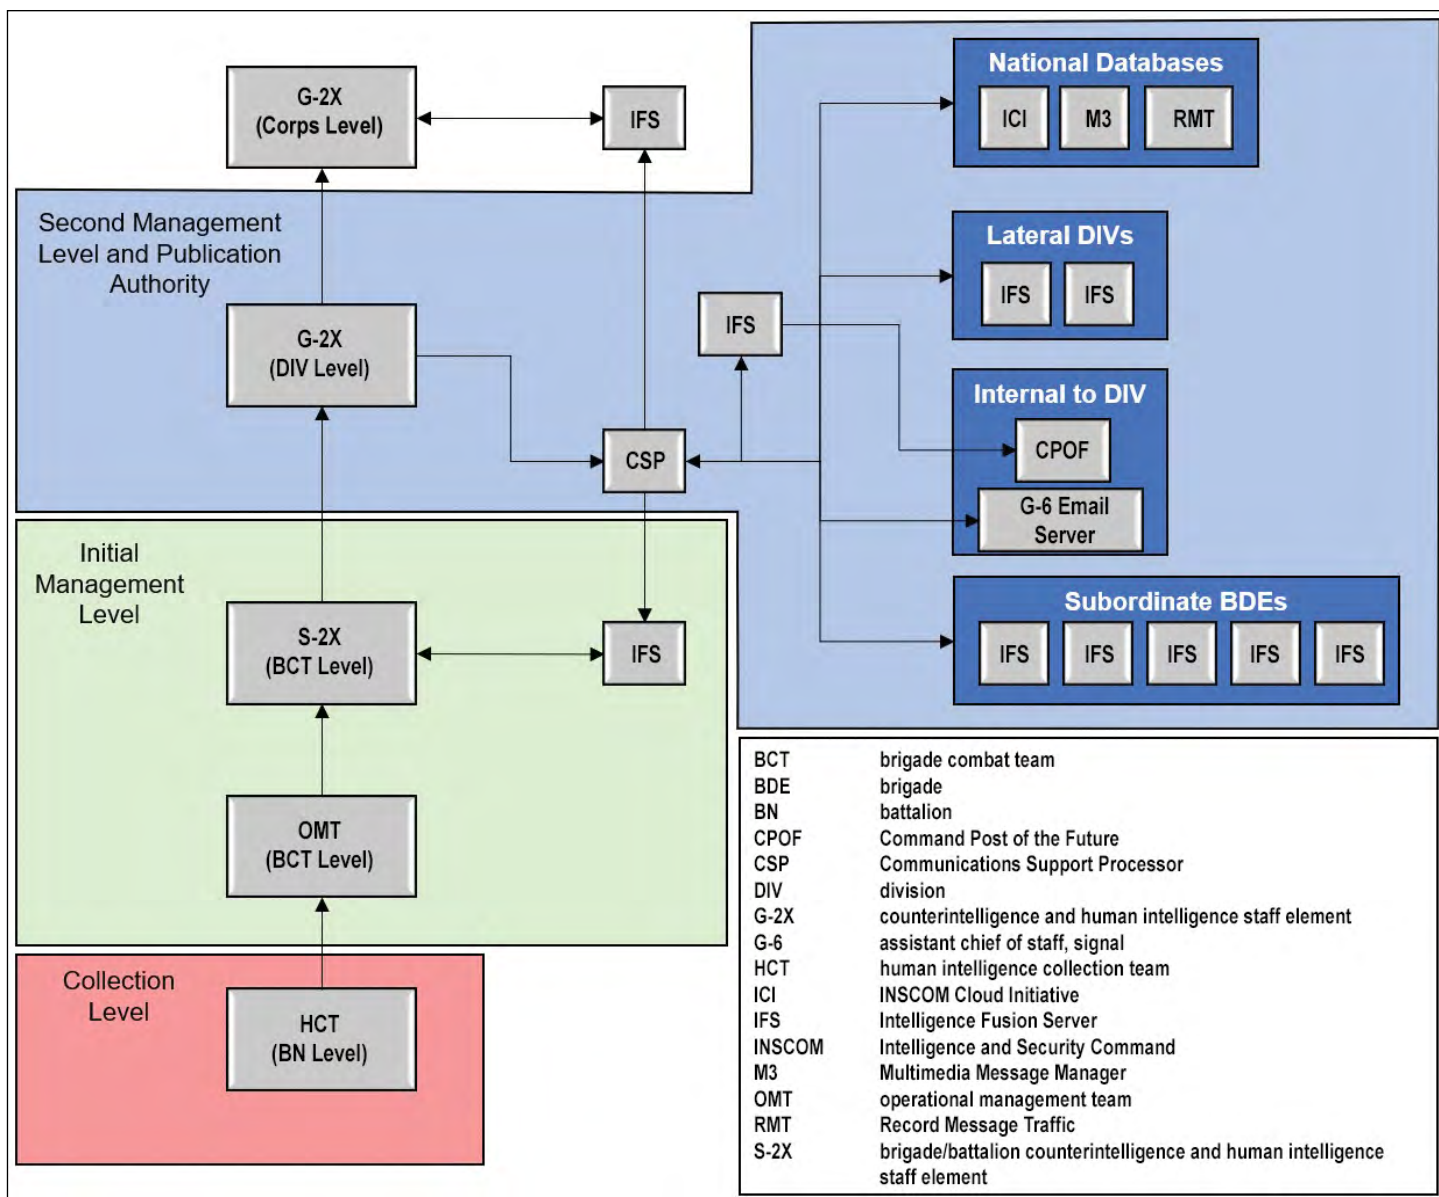 G-2X
(Corps Level)
IFS
National Databases
ICI
M3
RMT
Second Management
Level and Publication
Authority
Lateral DIVs
IFS
IFS
G-2X
(DIV Level)
IFS
Internal to DIV
CPOF
G-6 Email
Server
CSP
Initial
Management
Level
S-2X
(BCT Level)
IFS
Subordinate BDEs
IFS
IFS
IFS
IFS
IFS
OMT
(BCT Level)
Collection
Level
HCT
(BN Level)
BCT brigade combat team
BDE brigade
BN battalion
CPOF Command Post of the Future
CSP Communications Support Processor
DIV division
G-2X counterintelligence and human intelligence staff element
G-6 assistant chief of staff, signal
HCT human intelligence collection team
ICI INSCOM Cloud Initiative
IFS Intelligence Fusion Server
INSCOM Intelligence and Security Command
M3 Multimedia Message Manager
OMT operational management team
RMT Record Message Traffic
S-2X brigade/battalion counterintelligence and human intelligence
staff element